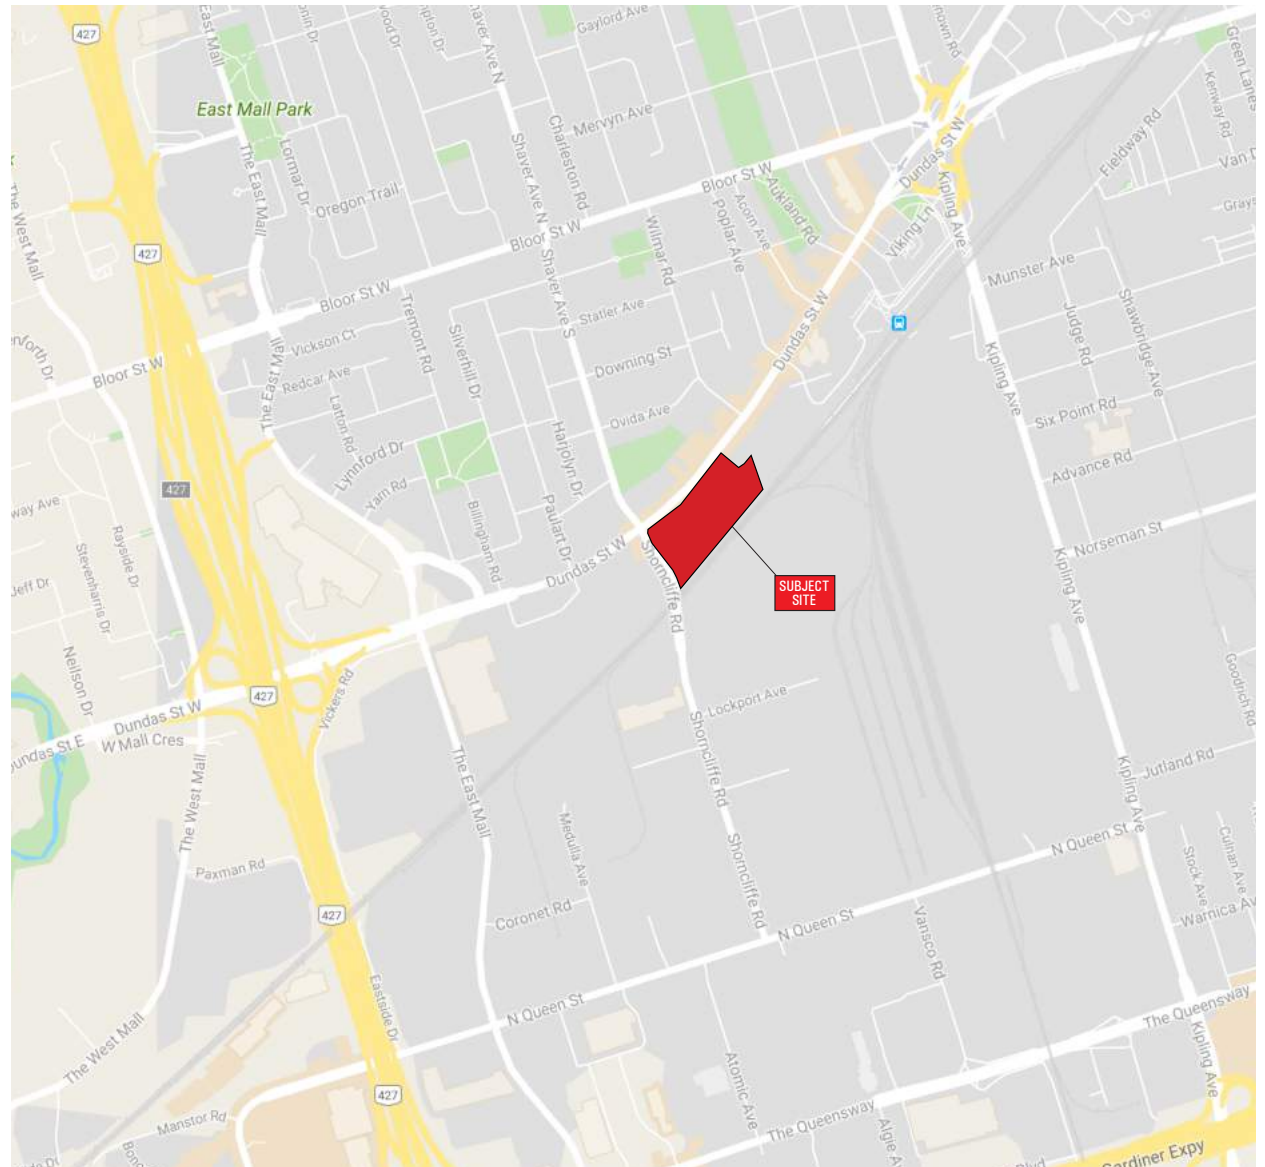 427
East Mall
Gaylord Ave
Shaver Ave N
Green Lanes
East Mall Park
The East Mall
Lormar Dr
Oregon Trail
Mervyn Ave
Charleston Rd
Shaver Ave N
Bloor St W
Dundas St W
Fieldway Rd
Kenway Rd
Kipling Ave
Viking Ln
Aukland Rd
Acorn Ave
Poplar Ave
Wilmar Rd
Bloor St W
Shaver Ave S
The West Mall
427
Bloor St W
Tremont Rd
Silverhill Dr
Statler Ave
Downing St
Dundas St W
Munster Ave
Judge Rd
Shawbridge Ave
Kipling Ave
Vickson Ct
Redcar Ave
The East Mall
Bloor St W
Latton Rd
Lynnford Dr
Yarn Rd
Harjolyn Dr
Ovida Ave
Six Point Rd
Advance Rd
427
Rayside Dr
Stevenharris Dr
Billingham Rd
Paulart Dr
Dundas St W
Shorncliffe Rd
Norseman St
Kipling Ave
SUBJECT
SITE
Neilson Dr
427
Vickers Rd
Dundas St W
Dundas St E
W Mall Cres
The West Mall
Lockport Ave
Shorncliffe Rd
Goodrich Rd
Jutland Rd
Kipling Ave
The East Mall
Medulla Ave
Shorncliffe Rd
N Queen St
Stock Ave
Culnan Ave
Paxman Rd
Coronet Rd
427
N Queen St
Vansco Rd
Warnica Av
Eastside Dr
N Queen St
The Queensway
The West Mall
427
Atomic Ave
Kipling Ave
Manstor Rd
The Queensway
Algie A
Gardiner Expy